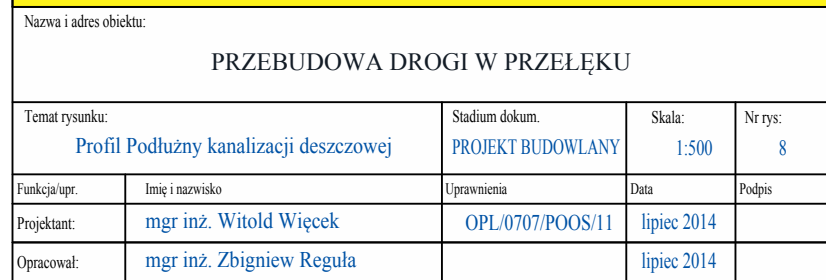 Nazwa i adres obiektu:
PRZEBUDOWA DROGI W PRZEŁĘKU
Temat rysunku: Stadium dokum. Skala: Nr rys:
Profil Podłużny kanalizacji deszczowej PROJEKT BUDOWLANY 1:500 8
Funkcja/upr. Imię i nazwisko Uprawnienia Data Podpis
Projektant: mgr inż. Witold Więcek OPL/0707/POOS/11 lipiec 2014
Opracował: mgr inż. Zbigniew Reguła lipiec 2014